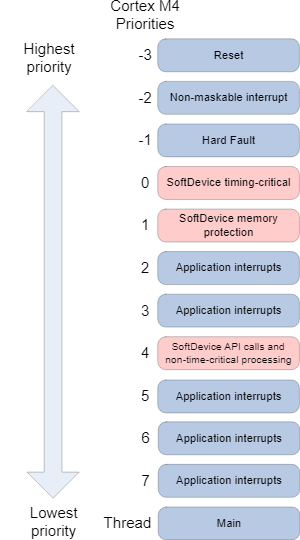 Cortex M4
Priorities
Highest
priority
-3 Reset
-2 Non-maskable interrupt
-1 Hard Fault
0 SoftDevice timing-critical
1 SoftDevice memory
protection
2 Application interrupts
3 Application interrupts
4 SoftDevice API calls and
non-time-critical processing
5 Application interrupts
6 Application interrupts
7 Application interrupts
Lowest
priority
Thread Main